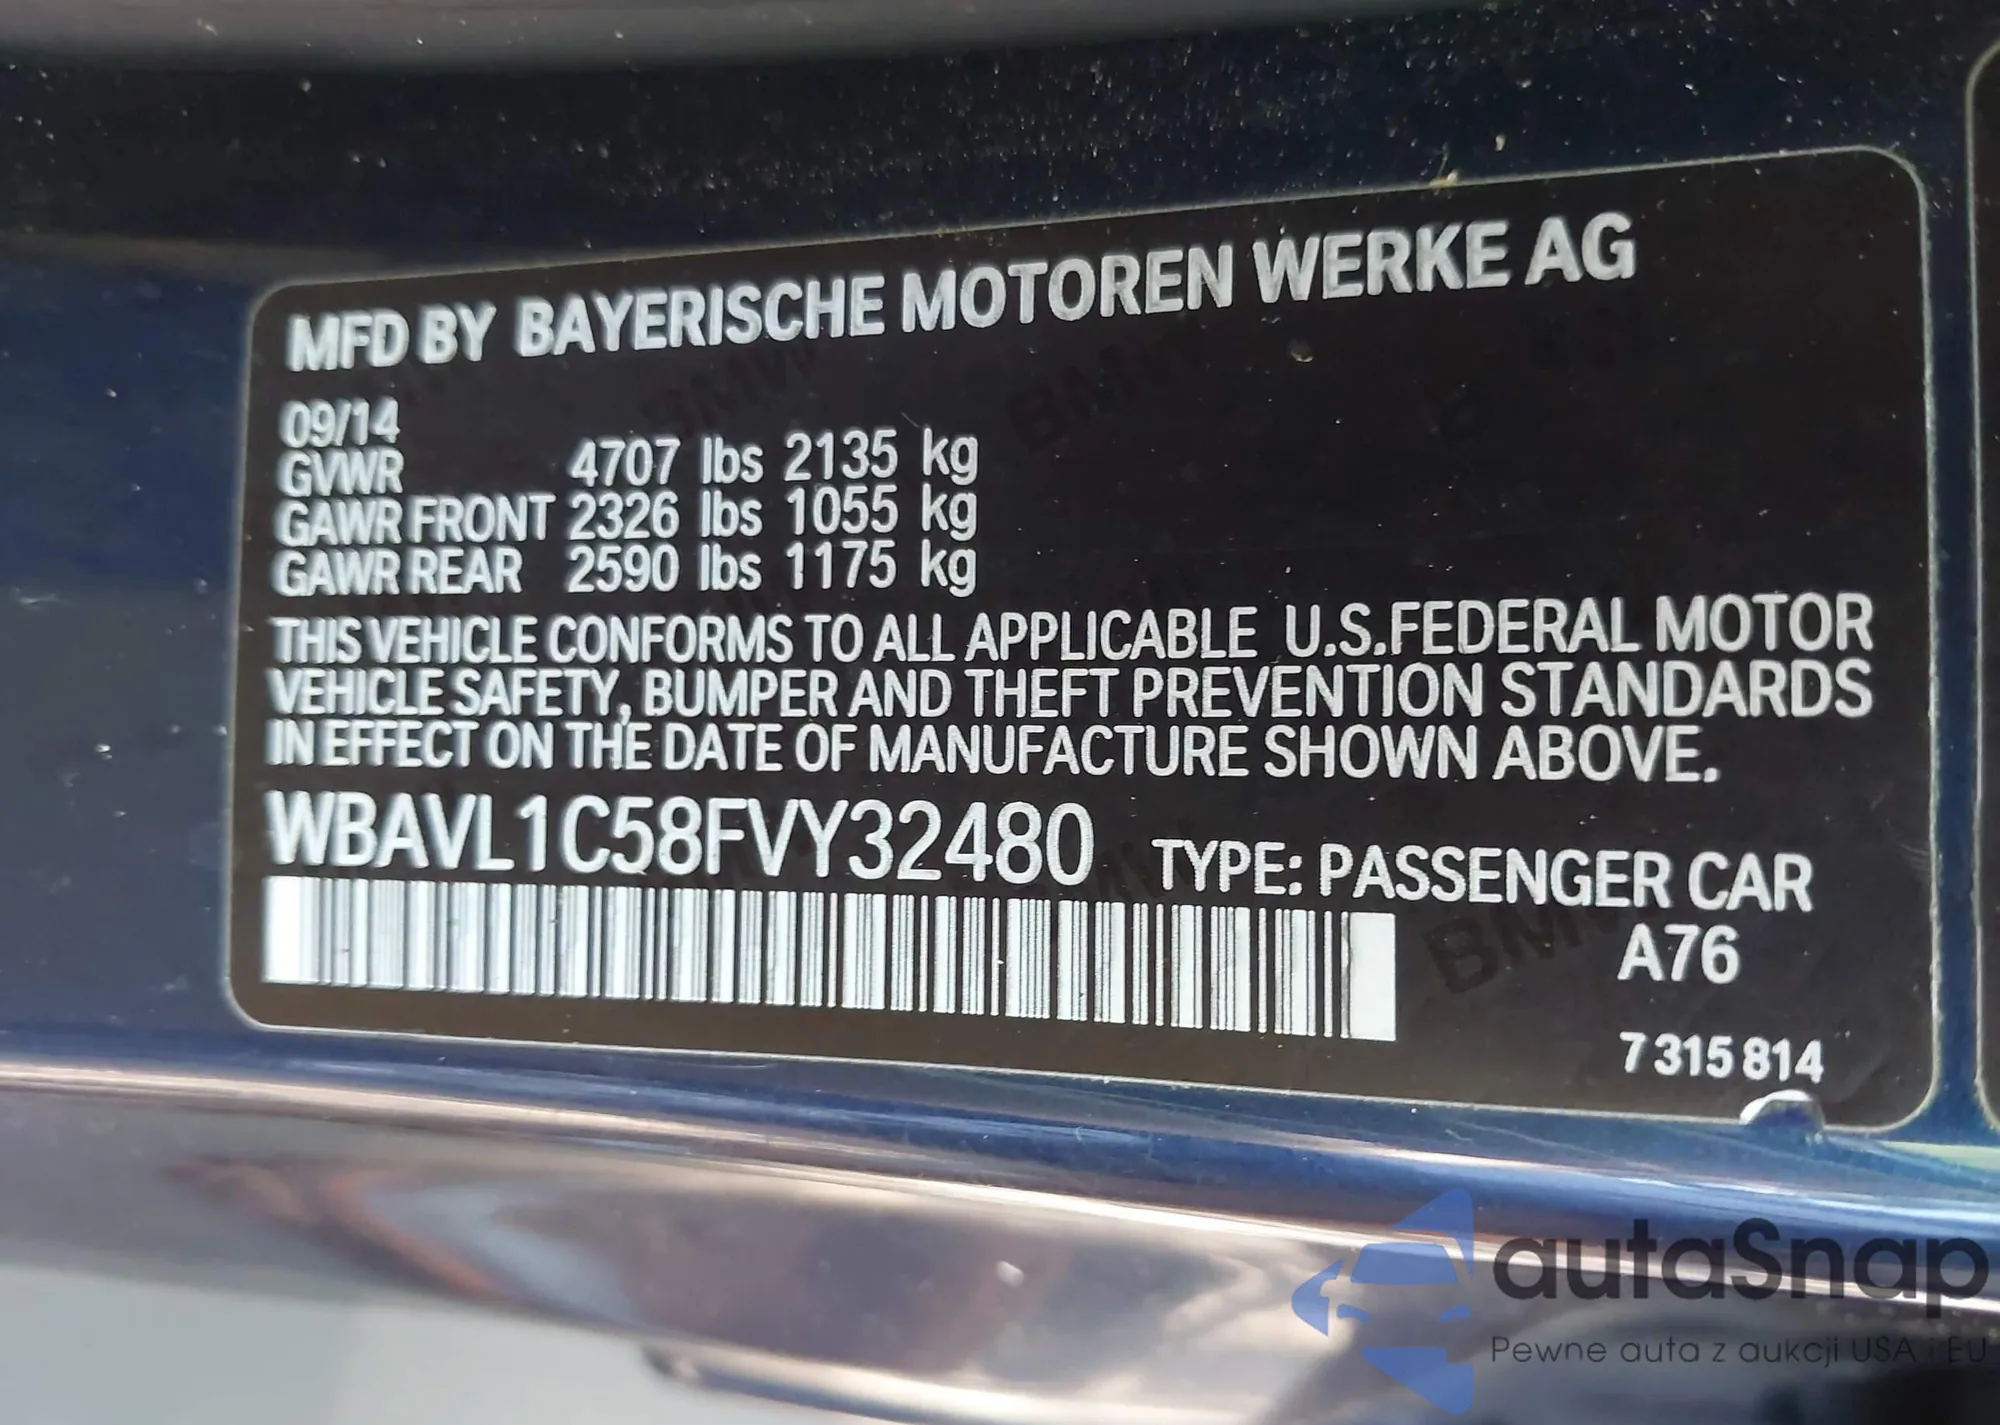 MFD BY BAYERISCHE MOTOREN WERKE AG
09/14
GVWR 4707 lbs 2135 kg
GAWR FRONT 2326 lbs 1055 kg
GAWR REAR 2590 lbs 1175 kg
THIS VEHICLE CONFORMS TO ALL APPLICABLE U.S.FEDERAL MOTOR
VEHICLE SAFETY, BUMPER AND THEFT PREVENTION STANDARDS
IN EFFECT ON THE DATE OF MANUFACTURE SHOWN ABOVE.
WBAVL1C58FVY32480 TYPE: PASSENGER CAR
A76
7 315 814
autaSnap
Pewne auta z aukcji USA i EU